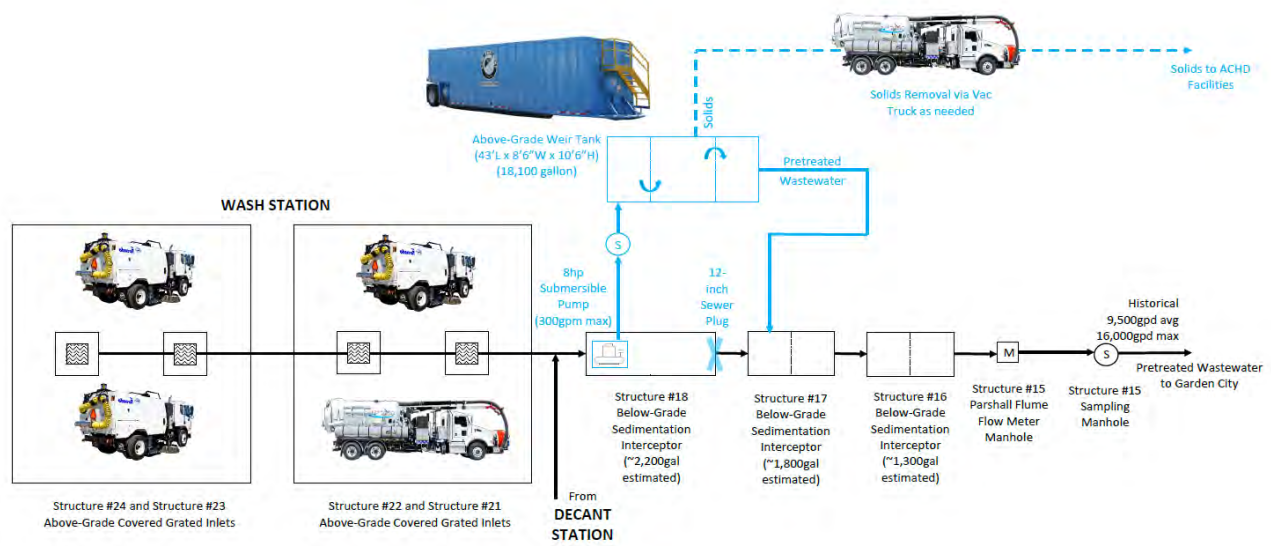 Solids to ACHD
Facilities
Solids Removal via Vac
Truck as needed
Solids
Above-Grade Weir Tank
(43’L x 8’6”W x 10’6”H)
(18,100 gallon)
Pretreated
Wastewater
WASH STATION
S
8hp
Submersible
Pump
(300gpm max)
12-
inch
Sewer
Plug
Historical
9,500gpd avg
16,000gpd max
M
S
Pretreated Wastewater
to Garden City
Structure #18
Below-Grade
Sedimentation
Interceptor
(~2,200gal
estimated)
Structure #17
Below-Grade
Sedimentation
Interceptor
(~1,800gal
estimated)
Structure #16
Below-Grade
Sedimentation
Interceptor
(~1,300gal
estimated)
Structure #15
Parshall Flume
Flow Meter
Manhole
Structure #15
Sampling
Manhole
Structure #24 and Structure #23
Above-Grade Covered Grated Inlets
Structure #22 and Structure #21
Above-Grade Covered Grated Inlets
From
DECANT
STATION